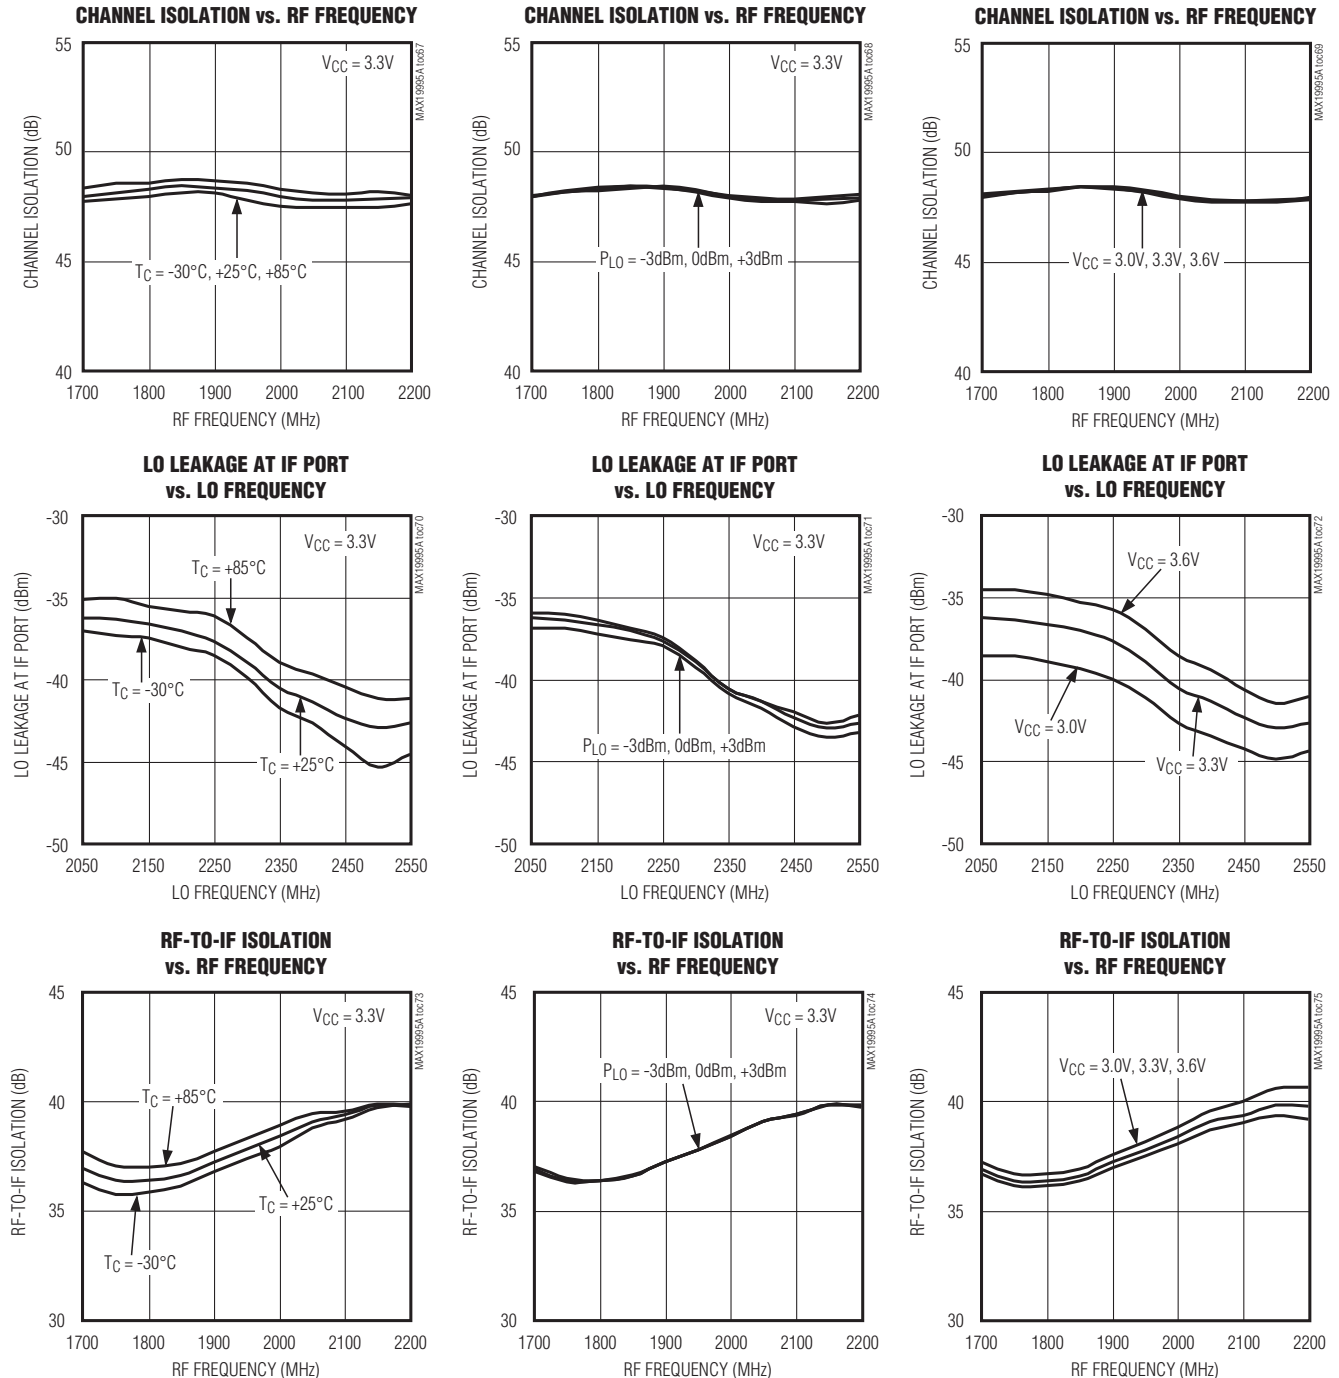 CHANNEL ISOLATION vs. RF FREQUENCY
55
50
45
40
CHANNEL ISOLATION (dB)
VCC = 3.3V
MAX19995A toc67
TC = -30°C, +25°C, +85°C
1700 1800 1900 2000 2100 2200
RF FREQUENCY (MHz)
CHANNEL ISOLATION vs. RF FREQUENCY
55
50
45
40
CHANNEL ISOLATION (dB)
VCC = 3.3V
MAX19995A toc68
PLO = -3dBm, 0dBm, +3dBm
1700 1800 1900 2000 2100 2200
RF FREQUENCY (MHz)
CHANNEL ISOLATION vs. RF FREQUENCY
55
50
45
40
CHANNEL ISOLATION (dB)
MAX19995A toc69
VCC = 3.0V, 3.3V, 3.6V
1700 1800 1900 2000 2100 2200
RF FREQUENCY (MHz)
LO LEAKAGE AT IF PORT
vs. LO FREQUENCY
-30
-35
-40
-45
-50
LO LEAKAGE AT IF PORT (dBm)
VCC = 3.3V
MAX19995A toc70
TC = +85°C
TC = -30°C
TC = +25°C
2050 2150 2250 2350 2450 2550
LO FREQUENCY (MHz)
LO LEAKAGE AT IF PORT
vs. LO FREQUENCY
-30
-35
-40
-45
-50
LO LEAKAGE AT IF PORT (dBm)
VCC = 3.3V
MAX19995A toc71
PLO = -3dBm, 0dBm, +3dBm
2050 2150 2250 2350 2450 2550
LO FREQUENCY (MHz)
LO LEAKAGE AT IF PORT
vs. LO FREQUENCY
-30
-35
-40
-45
-50
LO LEAKAGE AT IF PORT (dBm)
MAX19995A toc72
VCC = 3.6V
VCC = 3.0V
VCC = 3.3V
2050 2150 2250 2350 2450 2550
LO FREQUENCY (MHz)
RF-TO-IF ISOLATION
vs. RF FREQUENCY
45
40
35
30
RF-TO-IF ISOLATION (dB)
VCC = 3.3V
MAX19995A toc73
TC = +85°C
TC = +25°C
TC = -30°C
1700 1800 1900 2000 2100 2200
RF FREQUENCY (MHz)
RF-TO-IF ISOLATION
vs. RF FREQUENCY
45
40
35
30
RF-TO-IF ISOLATION (dB)
VCC = 3.3V
MAX19995A toc74
PLO = -3dBm, 0dBm, +3dBm
1700 1800 1900 2000 2100 2200
RF FREQUENCY (MHz)
RF-TO-IF ISOLATION
vs. RF FREQUENCY
45
40
35
30
RF-TO-IF ISOLATION (dB)
MAX19995A toc75
VCC = 3.0V, 3.3V, 3.6V
1700 1800 1900 2000 2100 2200
RF FREQUENCY (MHz)